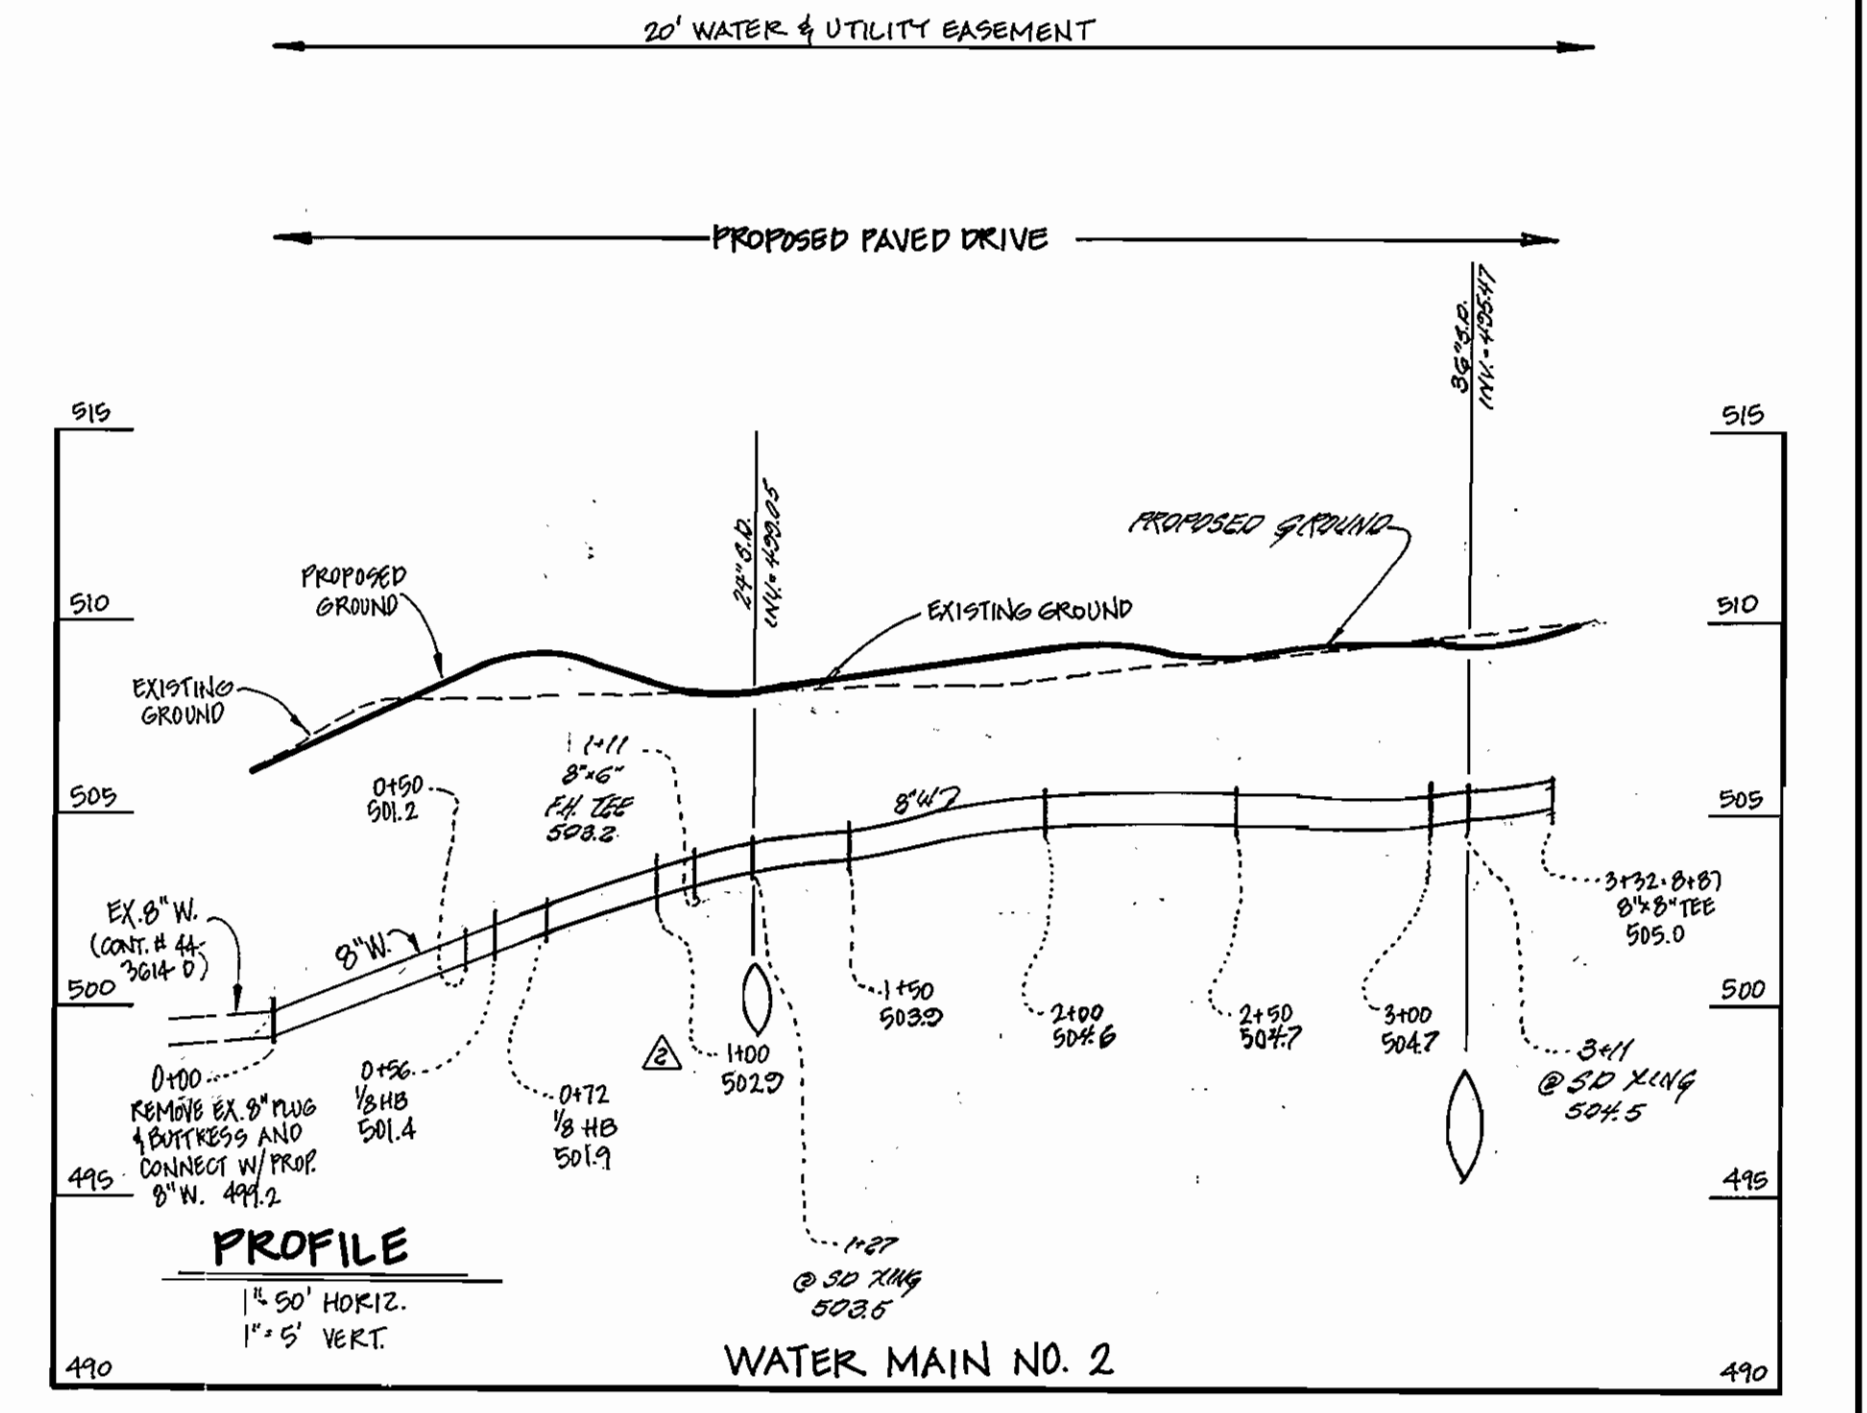 20' WATER & UTILITY EASEMENT
PROPOSED PAVED DRIVE
36" S.D.
INV.=495.47
515
515
24" S.D.
INV.=499.05
PROPOSED GROUND
PROPOSED
GROUND
510
510
EXISTING GROUND
EXISTING
GROUND
1+11
8"x6"
F.H. TEE
503.2
0+50
501.2
8"W
505
505
3+32=8+87
8"x8" TEE
505.0
EX. 8" W.
(CONT. # 44-
3614-D)
8"W.
500
500
1+50
503.9
2+00
504.6
2+50
504.7
3+00
504.7
3+11
@ SD XING
504.5
2
1+00
502.9
0+00
REMOVE EX. 8" PLUG
& BUTTRESS AND
CONNECT W/ PROP.
8"W. 499.2
0+56
1/8 HB
501.4
0+72
1/8 HB
501.9
495
495
1+27
@ SD XING
503.5
PROFILE
1"=50' HORIZ.
1"=5' VERT.
WATER MAIN NO. 2
490
490